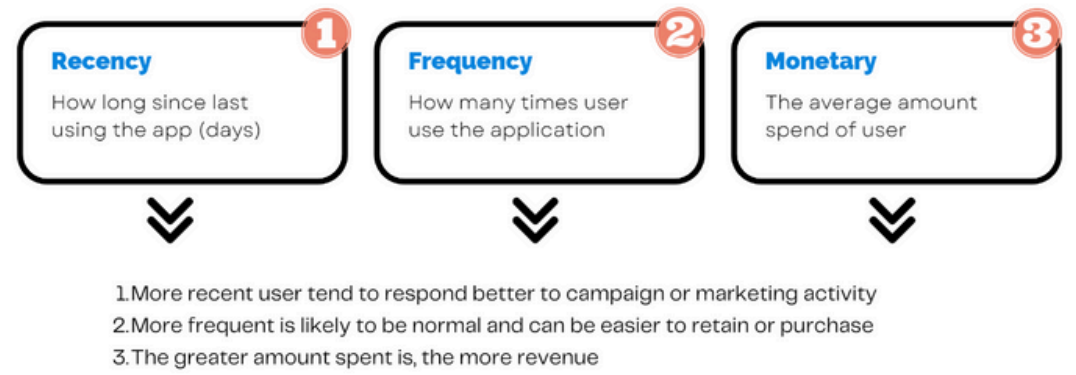 1
Recency
How long since last
using the app (days)
2
Frequency
How many times user
use the application
3
Monetary
The average amount
spend of user
1.More recent user tend to respond better to campaign or marketing activity
2.More frequent is likely to be normal and can be easier to retain or purchase
3.The greater amount spent is, the more revenue